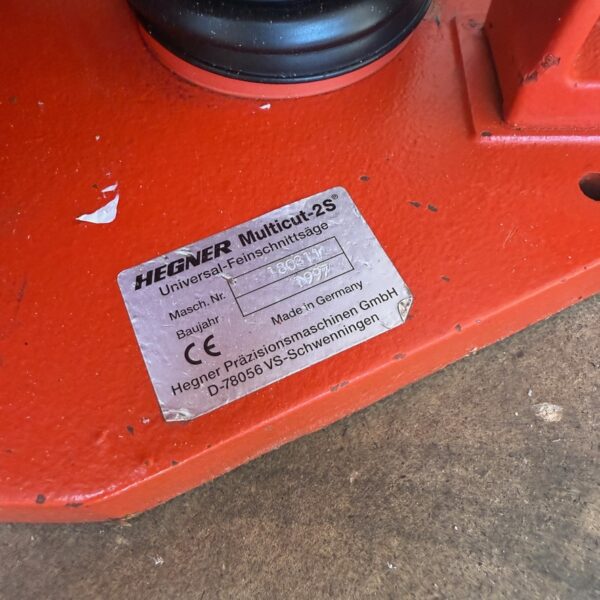 HEGNER Multicut-2S®
Universal-Feinschnittsäge
Masch. Nr.
Baujahr
CE Made in Germany
Hegner Präzisionsmaschinen GmbH
D-78056 VS-Schwenningen